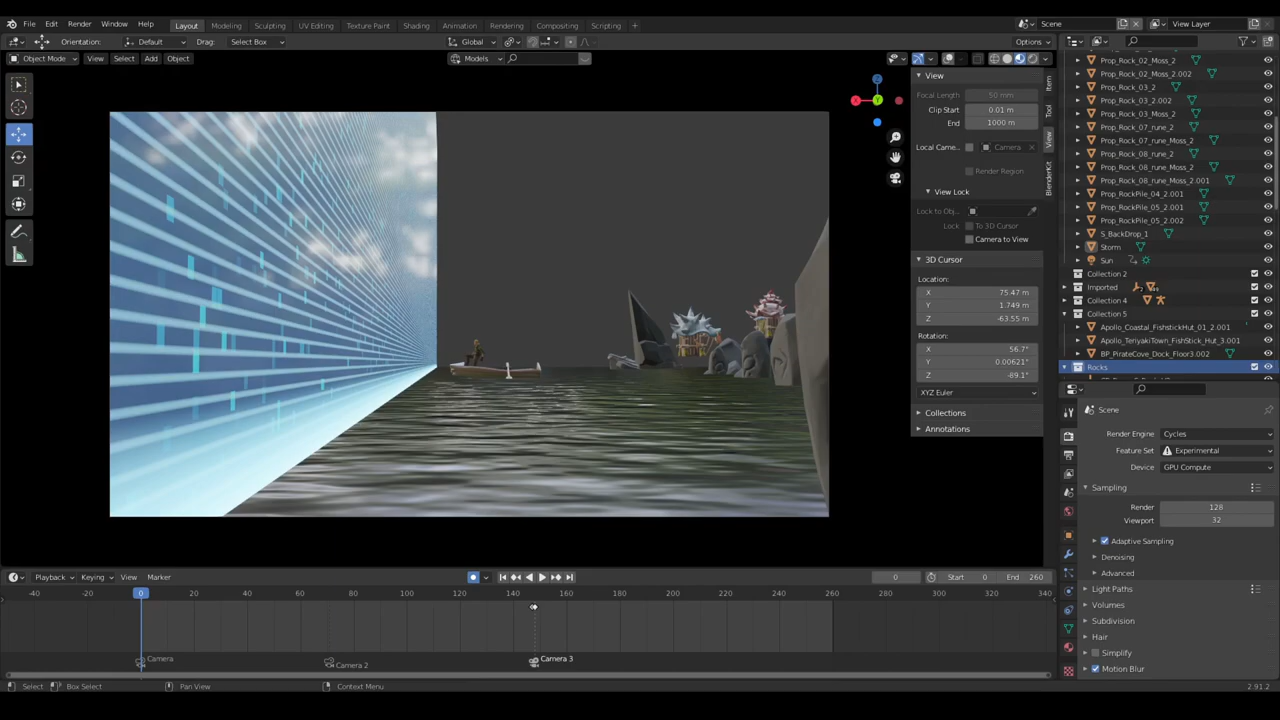 File Edit Render Window Help Layout Modeling Sculpting UV Editing Texture Paint Shading Animation Rendering Compositing Scripting + Scene View Layer
Orientation: Default Drag: Select Box Global Options
Object Mode View Select Add Object Models
Prop_Rock_02_Moss_2
Prop_Rock_02_Moss_2.002
Prop_Rock_03_2
Prop_Rock_03_2.002
Prop_Rock_03_Moss_2
Prop_Rock_07_rune_2
Prop_Rock_07_rune_Moss_2
Prop_Rock_08_rune_2
Prop_Rock_08_rune_Moss_2
Prop_Rock_08_rune_Moss_2.001
Prop_RockPile_04_2.001
Prop_RockPile_05_2.001
Prop_RockPile_05_2.002
S_BackDrop_1
Storm
Sun
Collection 2
Imported
Collection 4
Collection 5
Apollo_Coastal_FishstickHut_01_2.001
Apollo_TeriyakiTown_FishStick_Hut_3.001
BP_PirateCove_Dock_Floor3.002
Rocks
X Y Z
View
Focal Length 50 mm
Clip Start 0.01 m
End 1000 m
Local Came... Camera
Render Region
View Lock
Lock to Obj...
Lock To 3D Cursor
Camera to View
3D Cursor
Location:
X 75.47 m
Y 1.749 m
Z -63.55 m
Rotation:
X 56.7°
Y 0.00621°
Z -89.1°
XYZ Euler
Collections
Annotations
Item
Tool
View
BlenderKit
Scene
Render Engine Cycles
Feature Set Experimental
Device GPU Compute
Sampling
Render 128
Viewport 32
Adaptive Sampling
Denoising
Advanced
Light Paths
Volumes
Subdivision
Hair
Simplify
Motion Blur
Playback Keying View Marker 0 Start 0 End 260
-40 -20 0 20 40 60 80 100 120 140 160 180 200 220 240 260 280 300 320 340
Camera Camera 2 Camera 3
Select Box Select Pan View Context Menu 2.91.2